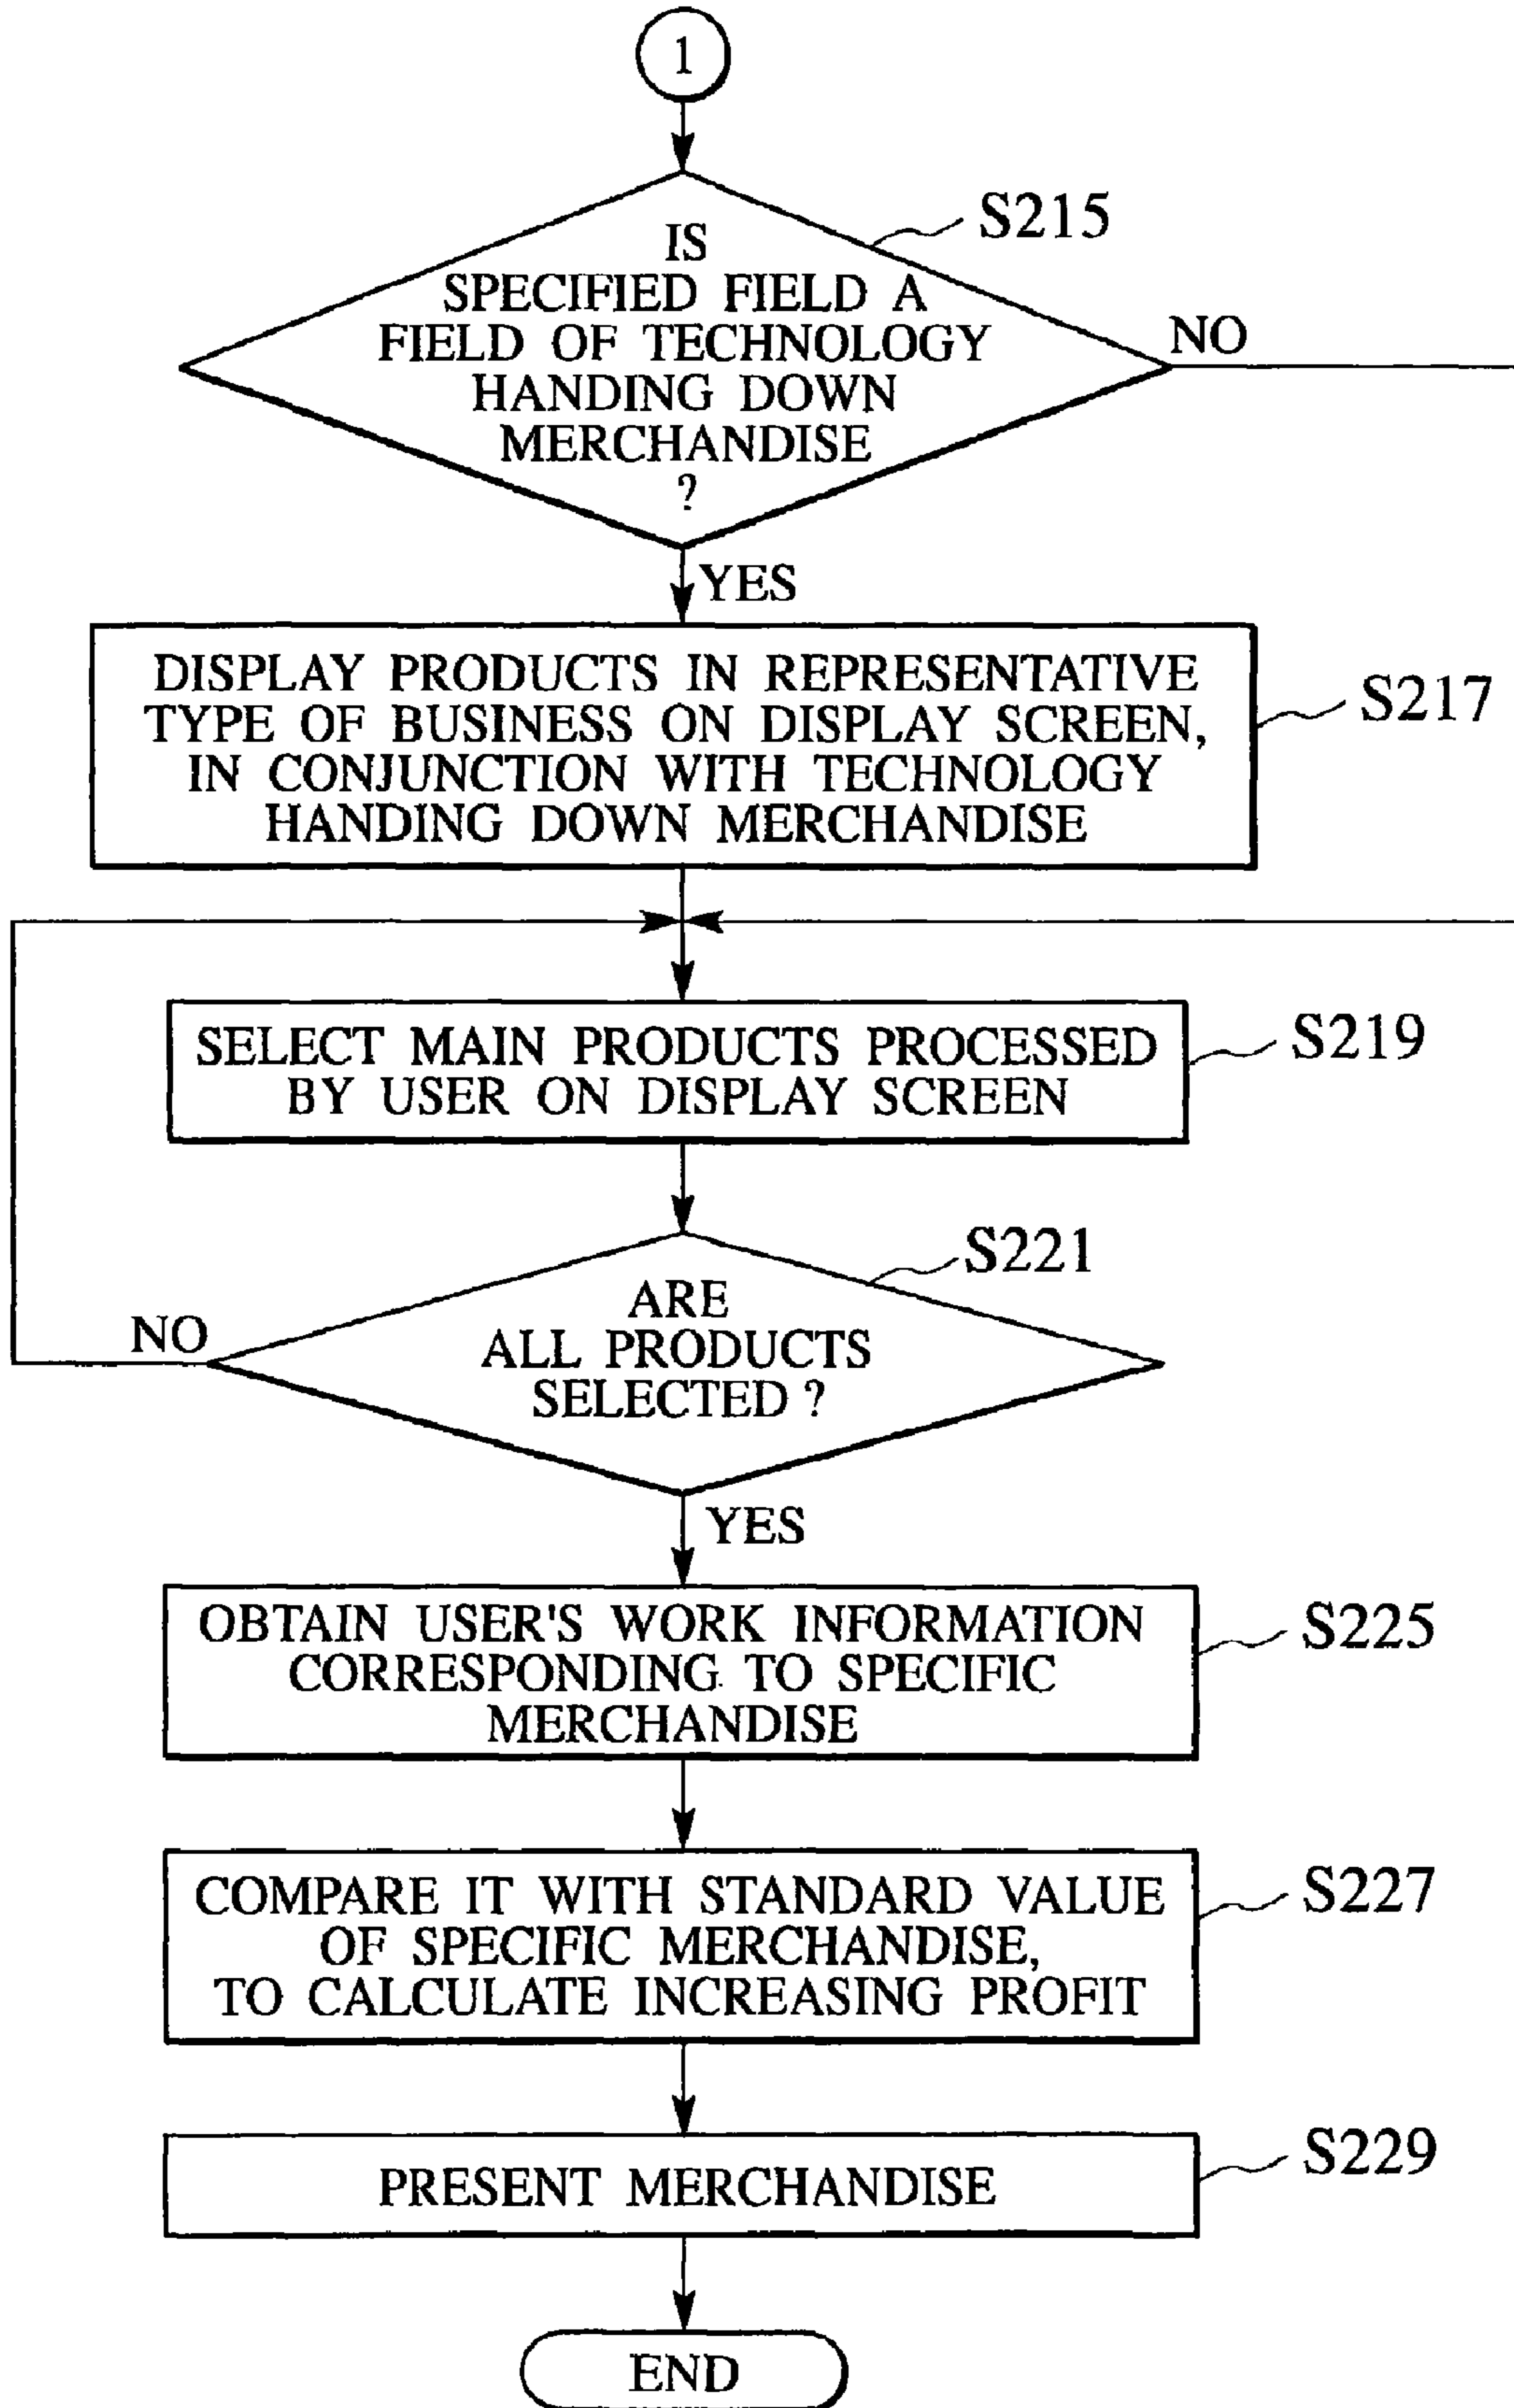 1
S215
IS
SPECIFIED FIELD A
FIELD OF TECHNOLOGY
HANDING DOWN
MERCHANDISE
?
NO
YES
DISPLAY PRODUCTS IN REPRESENTATIVE
TYPE OF BUSINESS ON DISPLAY SCREEN,
IN CONJUNCTION WITH TECHNOLOGY
HANDING DOWN MERCHANDISE
S217
SELECT MAIN PRODUCTS PROCESSED
BY USER ON DISPLAY SCREEN
S219
S221
ARE
ALL PRODUCTS
SELECTED ?
NO
YES
OBTAIN USER'S WORK INFORMATION
CORRESPONDING TO SPECIFIC
MERCHANDISE
S225
COMPARE IT WITH STANDARD VALUE
OF SPECIFIC MERCHANDISE,
TO CALCULATE INCREASING PROFIT
S227
PRESENT MERCHANDISE
S229
END